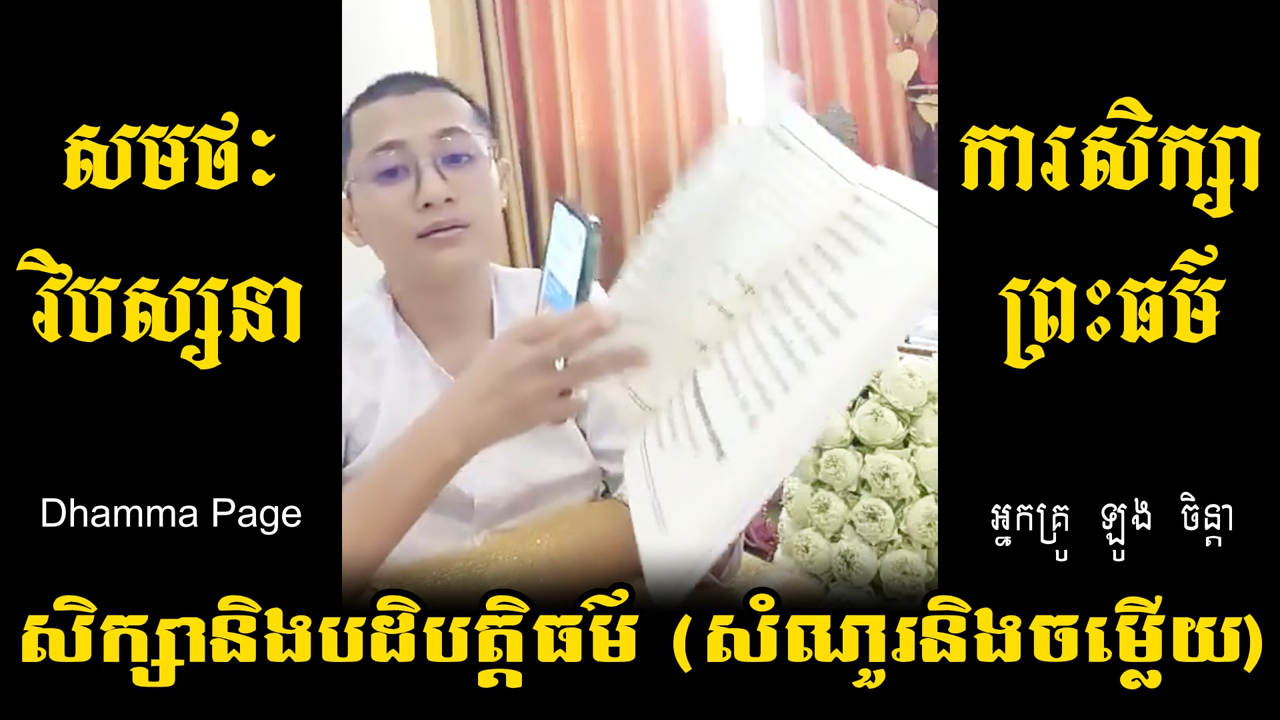 សមថៈ
វិបស្សនា
Dhamma Page
ការសិក្សា
ព្រះធម៌
អ្នកគ្រូ ឡុង ចិន្តា
សិក្សានិងបដិបត្តិធម៌ (សំណួរនិងចម្លើយ)